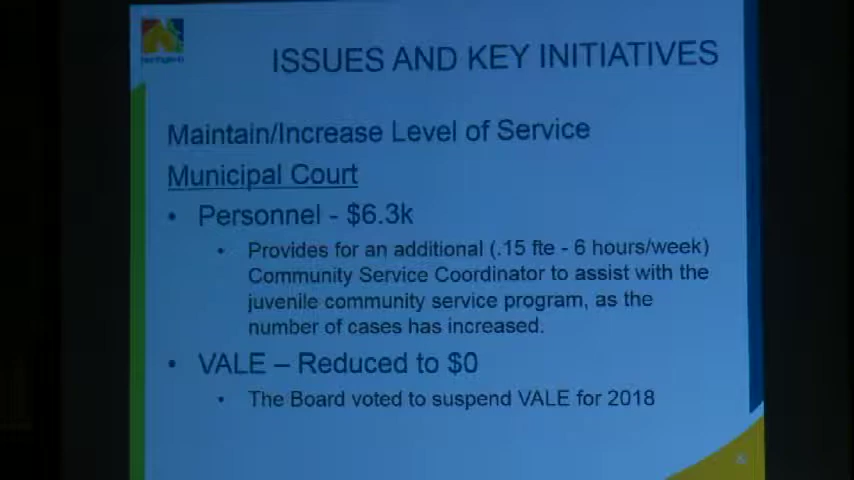 ISSUES AND KEY INITIATIVES
Maintain/Increase Level of Service
Municipal Court
• Personnel - $6.3k
• Provides for an additional (.15 fte - 6 hours/week)
Community Service Coordinator to assist with the
juvenile community service program, as the
number of cases has increased.
• VALE – Reduced to $0
• The Board voted to suspend VALE for 2018